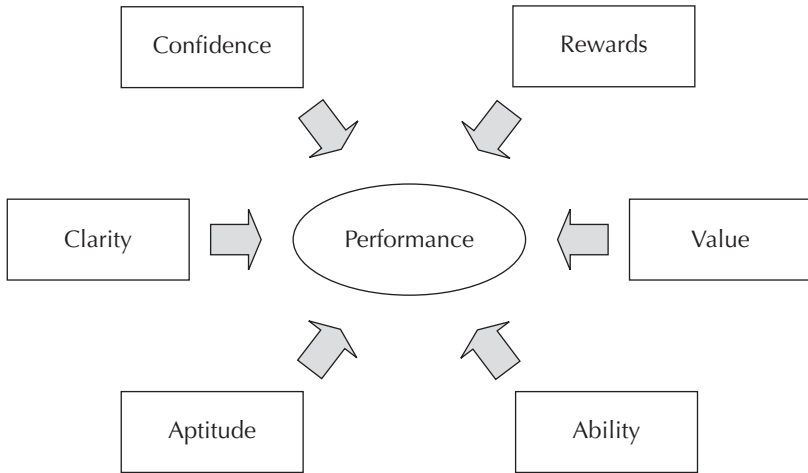 Confidence
Rewards
Clarity
Performance
Value
Aptitude
Ability